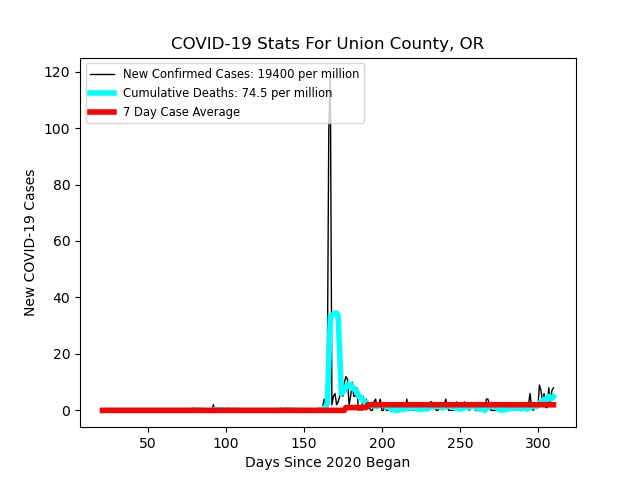 COVID-19 Stats For Union County, OR
New Confirmed Cases: 19400 per million
Cumulative Deaths: 74.5 per million
7 Day Case Average
New COVID-19 Cases
120
100
80
60
40
20
0
50
100
150
200
250
300
Days Since 2020 Began